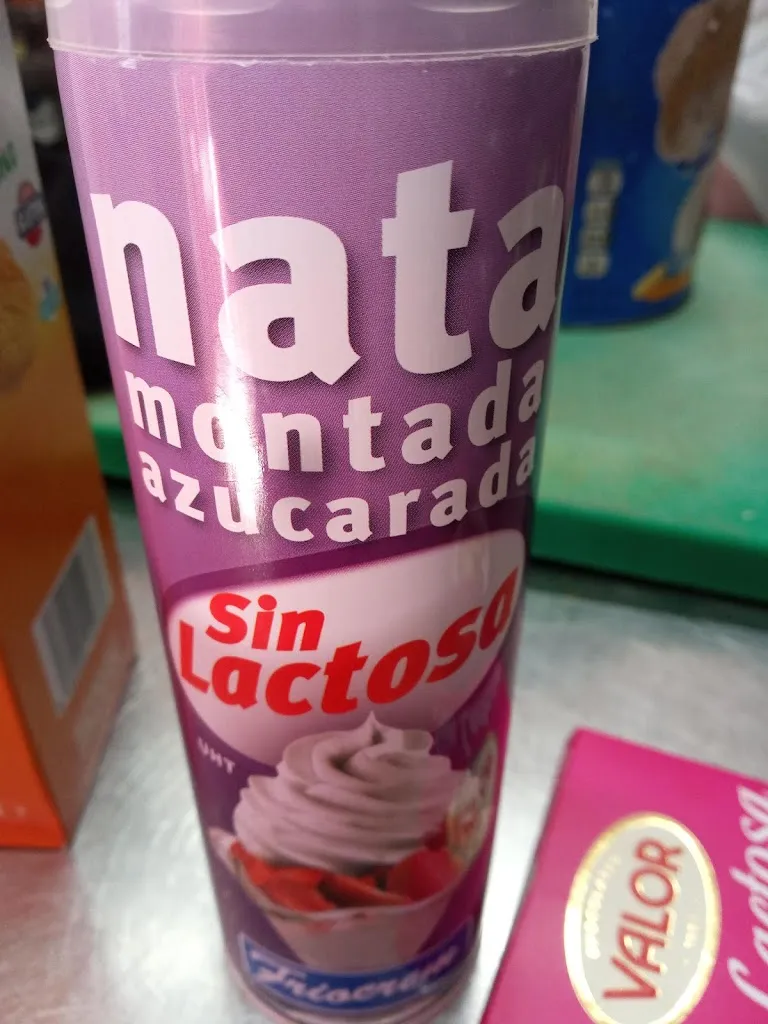 nata
montada
azucarada
Sin
Lactosa
UHT
VALOR
Lactosa